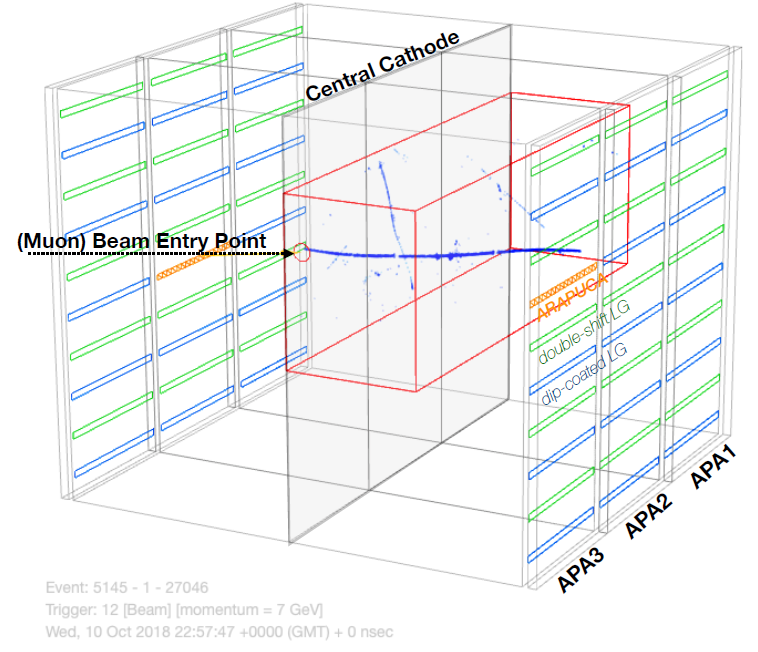 Central Cathode
(Muon) Beam Entry Point
ARAPUCA
double-shift LG
dip-coated LG
APA1
APA2
APA3
Event: 5145 - 1 - 27046
Trigger: 12 [Beam] [momentum = 7 GeV]
Wed, 10 Oct 2018 22:57:47 +0000 (GMT) + 0 nsec